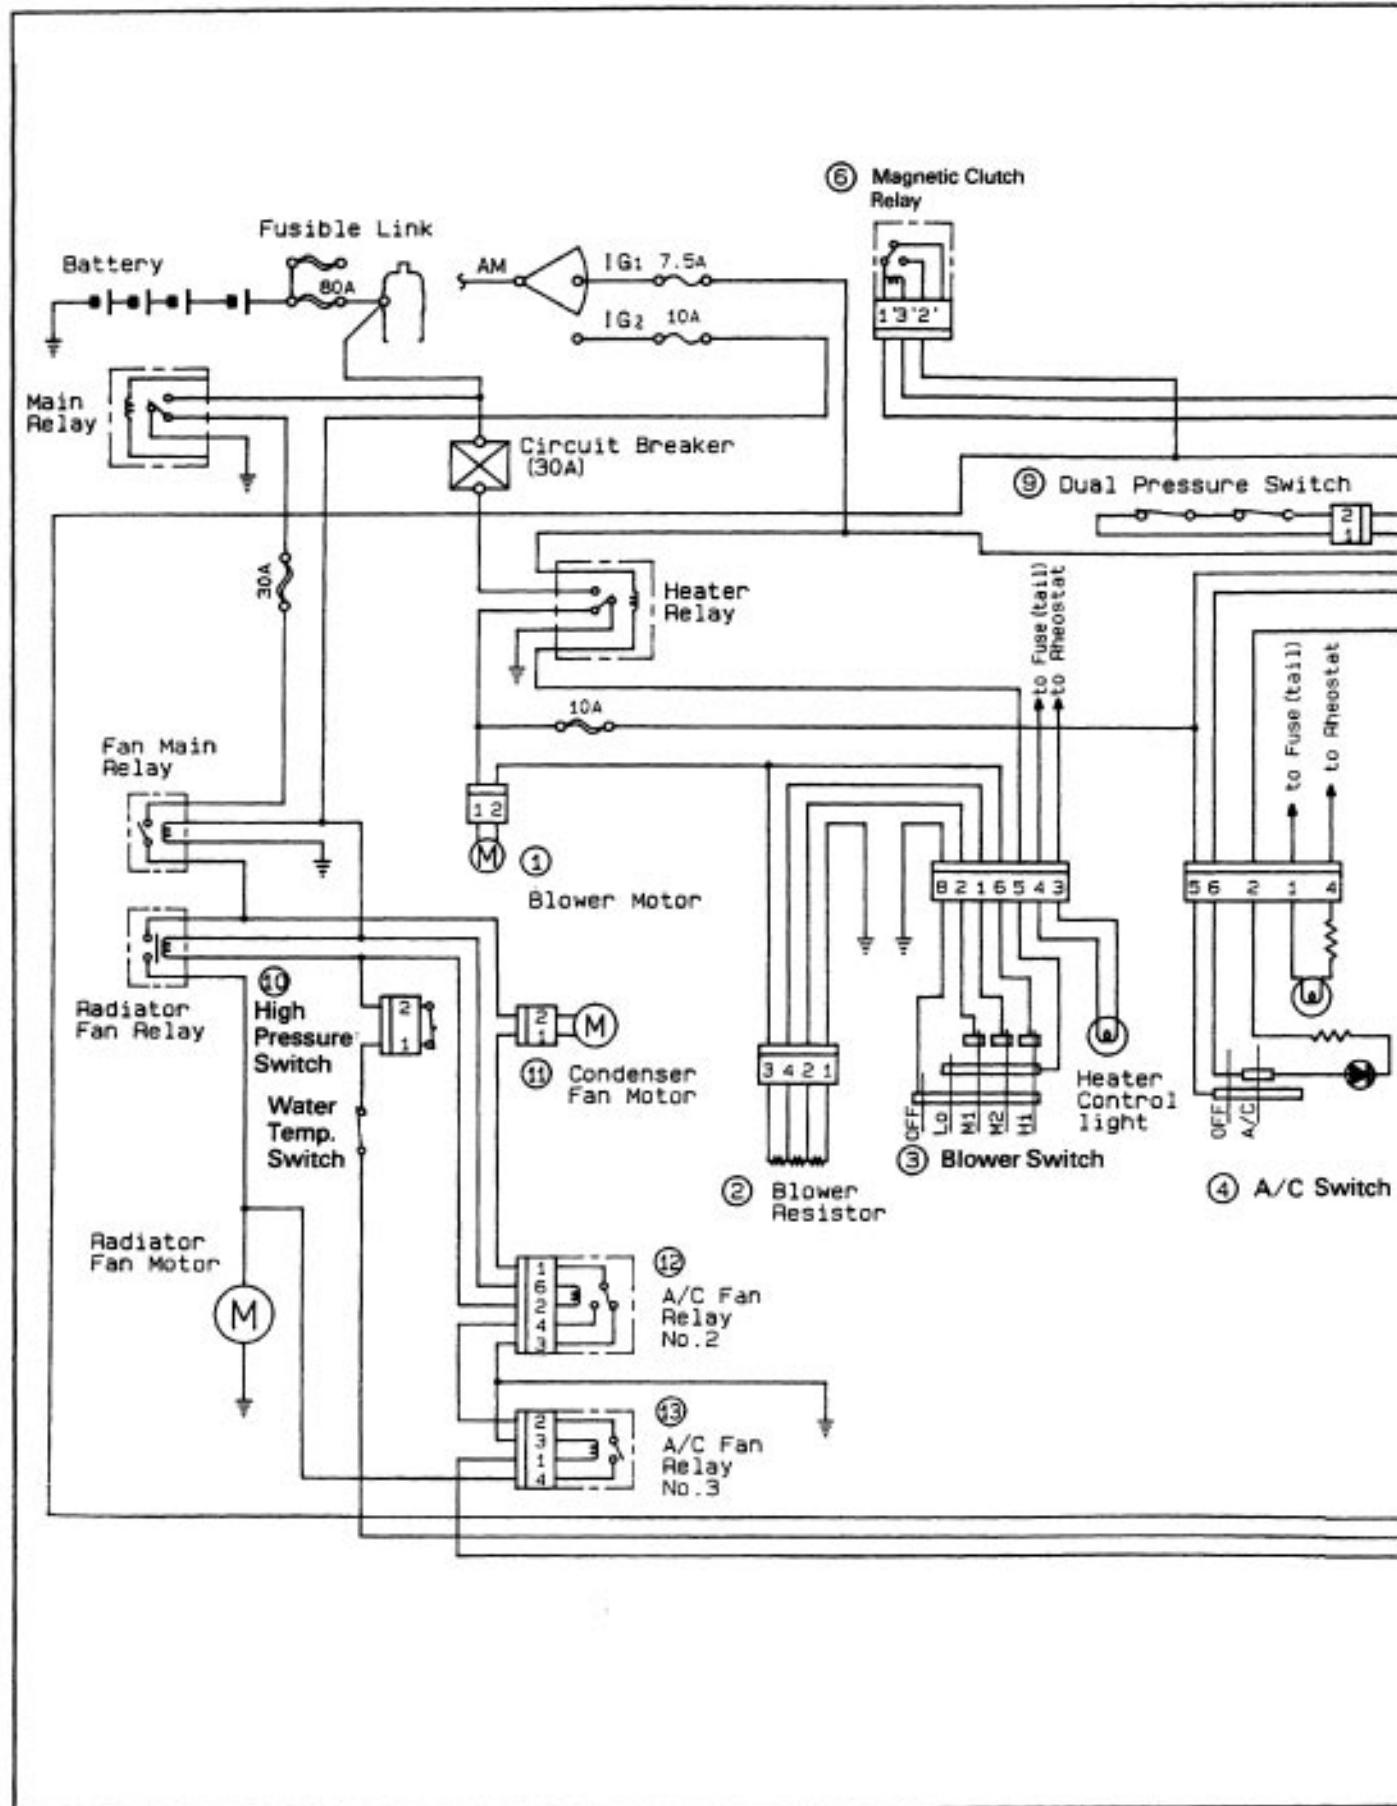 6 Magnetic Clutch
Relay
Fusible Link
Battery
80A
AM
IG1 7.5A
IG2 10A
1 3 2
Main
Relay
Circuit Breaker
(30A)
9 Dual Pressure Switch
2
1
30A
Heater
Relay
to Fuse (tail)
to Rheostat
10A
to Fuse (tail)
to Rheostat
Fan Main
Relay
1 2
M
1
Blower Motor
8 2 1 6 5 4 3
5 6 2 1 4
Radiator
Fan Relay
10
High
Pressure
Switch
2
1
2
1
M
11 Condenser
Fan Motor
3 4 2 1
Heater
Control
light
OFF
Lo
M1
M2
H1
OFF
A/C
Water
Temp.
Switch
3 Blower Switch
4 A/C Switch
2 Blower
Resistor
Radiator
Fan Motor
M
1
6
2
4
3
12
A/C Fan
Relay
No.2
2
3
1
4
13
A/C Fan
Relay
No.3